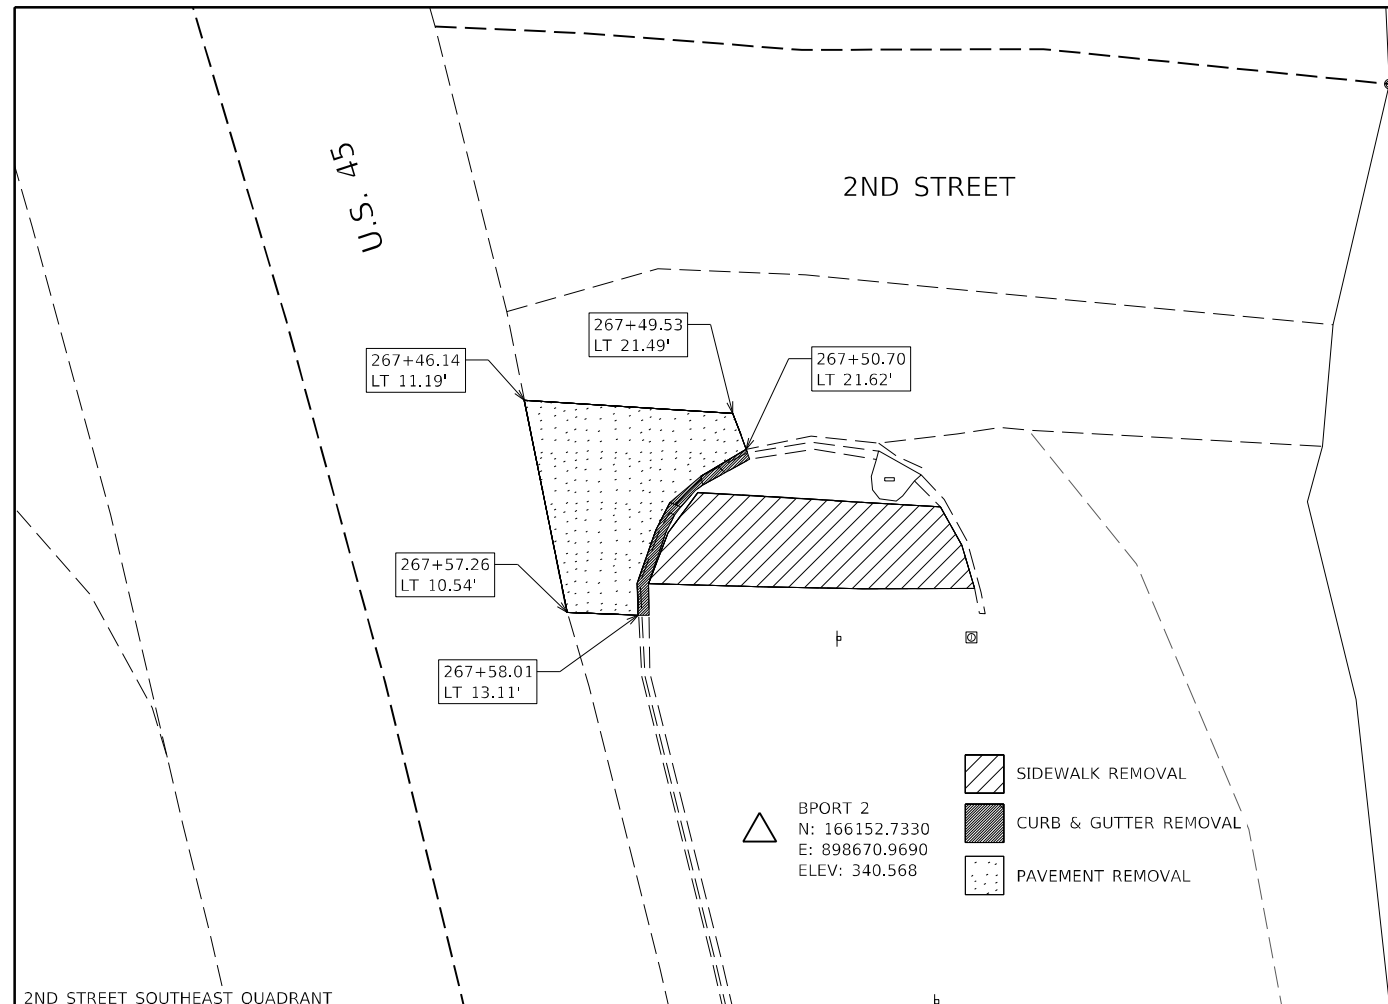 U.S. 45
2ND STREET
267+49.53
LT 21.49'
267+46.14
LT 11.19'
267+50.70
LT 21.62'
267+57.26
LT 10.54'
267+58.01
LT 13.11'
SIDEWALK REMOVAL
CURB & GUTTER REMOVAL
PAVEMENT REMOVAL
BPORT 2
N: 166152.7330
E: 898670.9690
ELEV: 340.568
2ND STREET SOUTHEAST QUADRANT